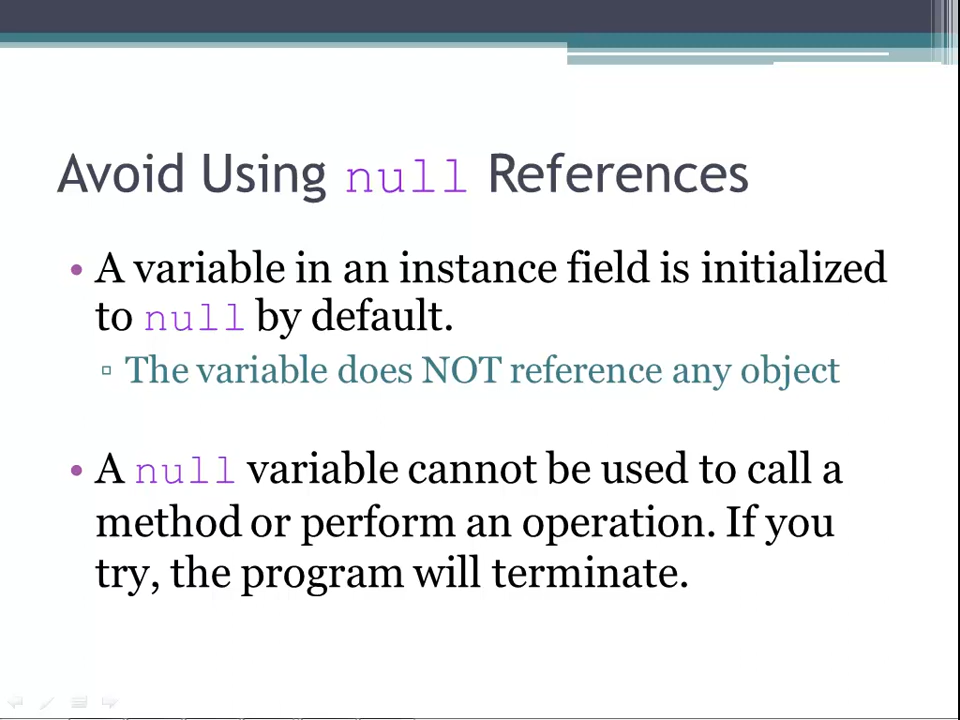 Avoid Using null References
• A variable in an instance field is initialized
to null by default.
▫ The variable does NOT reference any object
• A null variable cannot be used to call a
method or perform an operation. If you
try, the program will terminate.